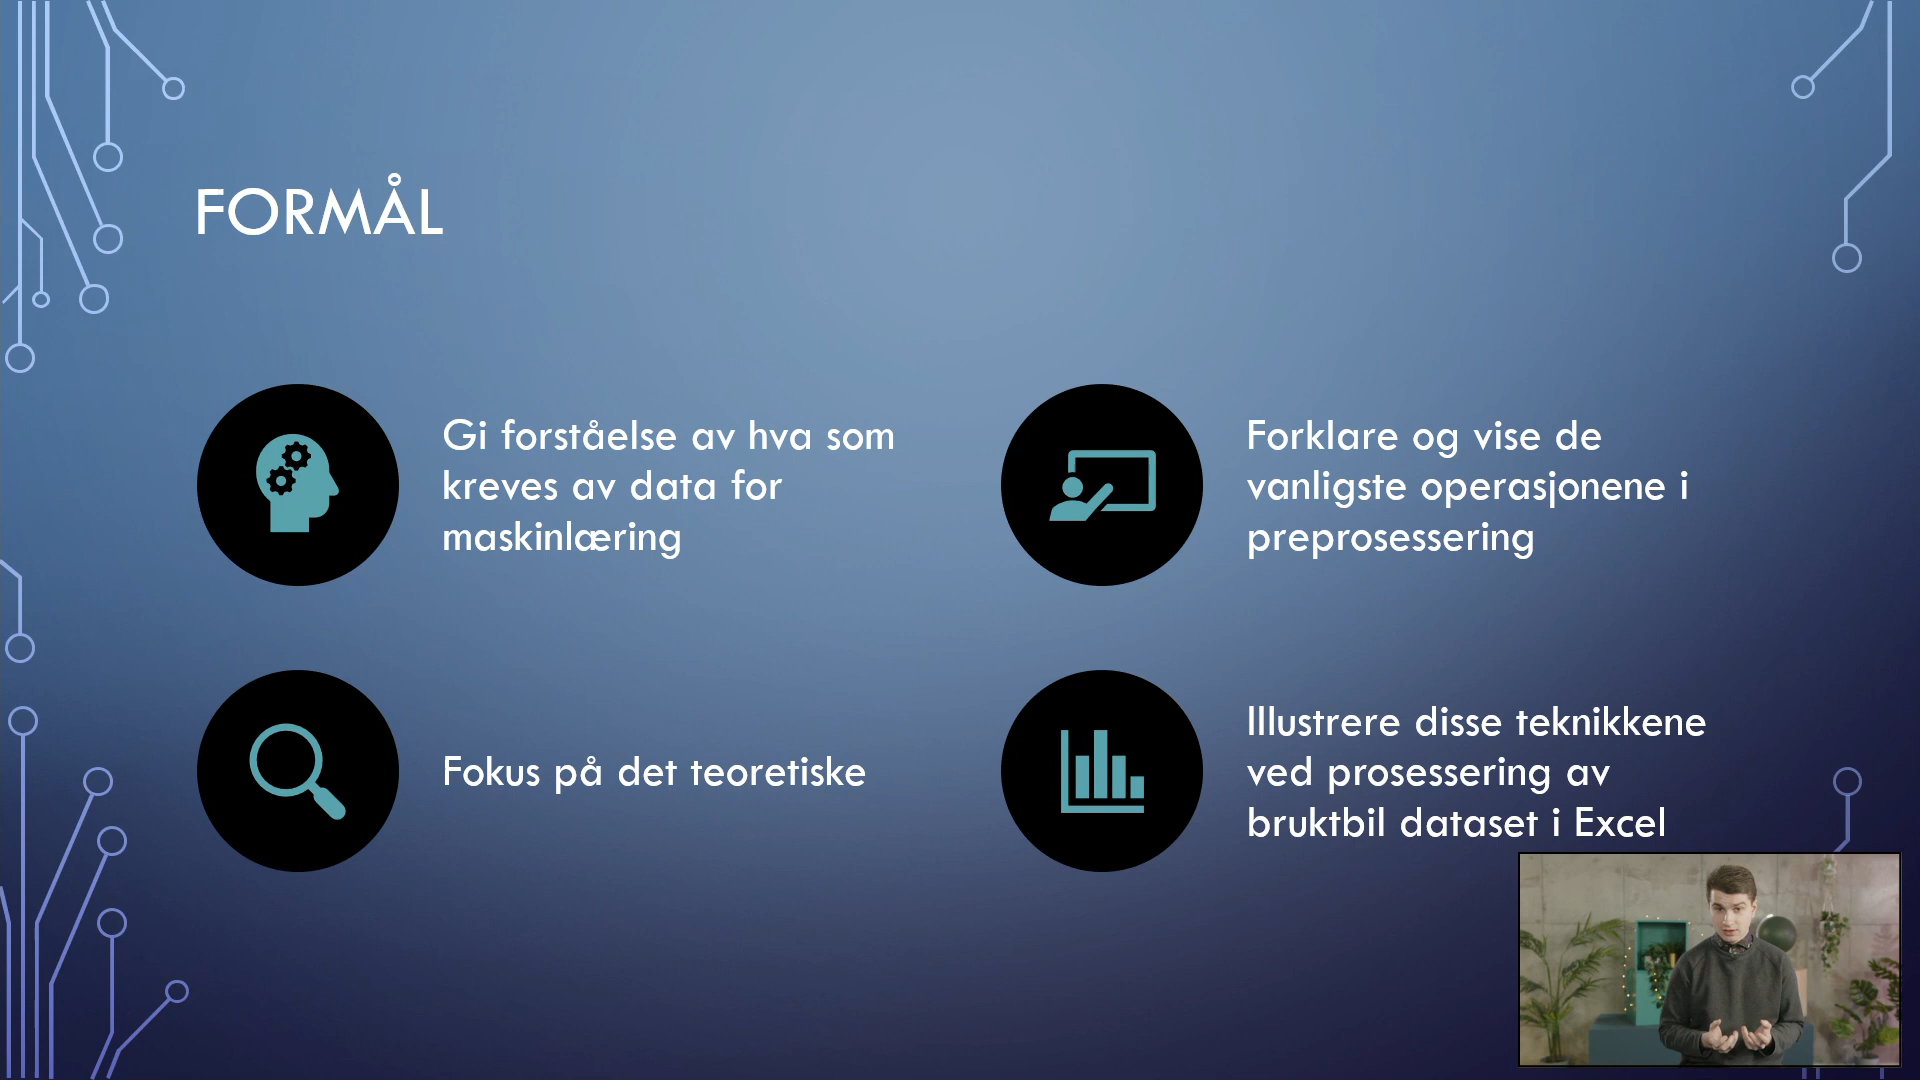 FORMÅL
Gi forståelse av hva som
kreves av data for
maskinlæring
Forklare og vise de
vanligste operasjonene i
preprosessering
Fokus på det teoretiske
Illustrere disse teknikkene
ved prosessering av
bruktbil dataset i Excel